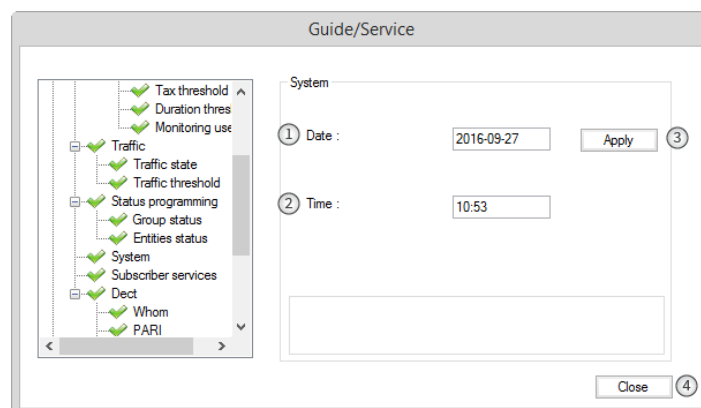 Guide/Service
Tax threshold
Duration thres
Monitoring use
Traffic
Traffic state
Traffic threshold
Status programming
Group status
Entities status
System
Subscriber services
Dect
Whom
PARI
System
1 Date : 2016-09-27 Apply 3
2 Time : 10:53
Close 4